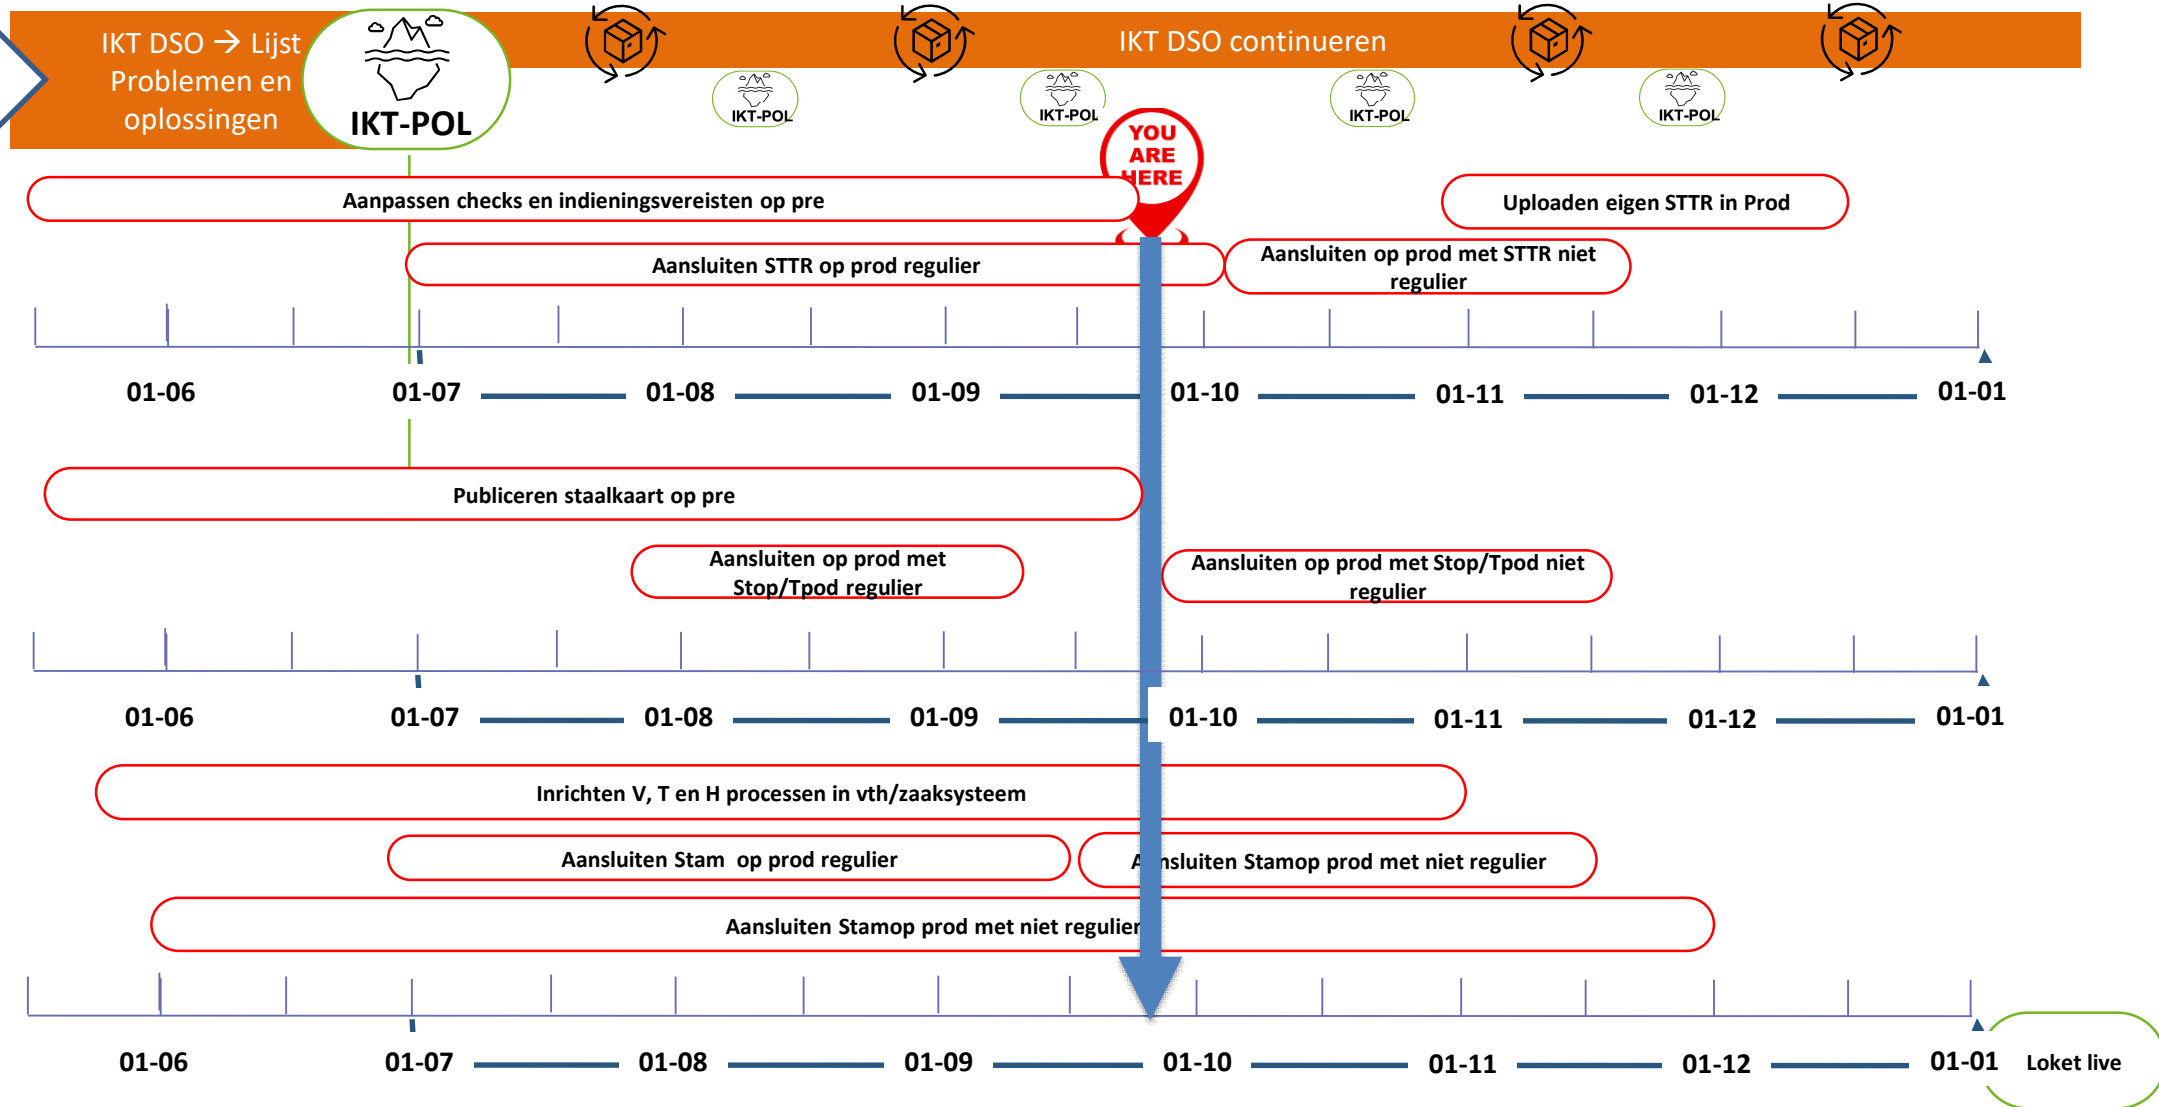 IKT DSO → Lijst
Problemen en
oplossingen
IKT-POL
IKT DSO continueren
IKT-POL
IKT-POL
IKT-POL
IKT-POL
YOU
ARE
HERE
Aanpassen checks en indieningsvereisten op pre
Uploaden eigen STTR in Prod
Aansluiten STTR op prod regulier
Aansluiten op prod met STTR niet
regulier
01-06 01-07 01-08 01-09 01-10 01-11 01-12 01-01
Publiceren staalkaart op pre
Aansluiten op prod met
Stop/Tpod regulier
Aansluiten op prod met Stop/Tpod niet
regulier
01-06 01-07 01-08 01-09 01-10 01-11 01-12 01-01
Inrichten V, T en H processen in vth/zaaksysteem
Aansluiten Stam op prod regulier
Aansluiten Stamop prod met niet regulier
Aansluiten Stamop prod met niet regulier
01-06 01-07 01-08 01-09 01-10 01-11 01-12 01-01
Loket live